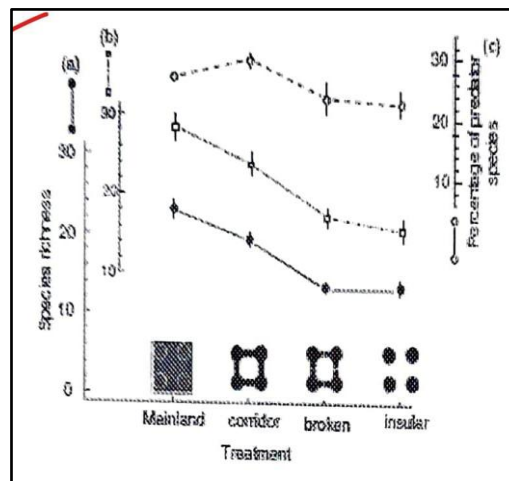 (a)
(b)
(c)
Species richness
30
20
10
0
30
20
10
30
20
10
Percentage of predator
species
Mainland
corridor
broken
insular
Treatment